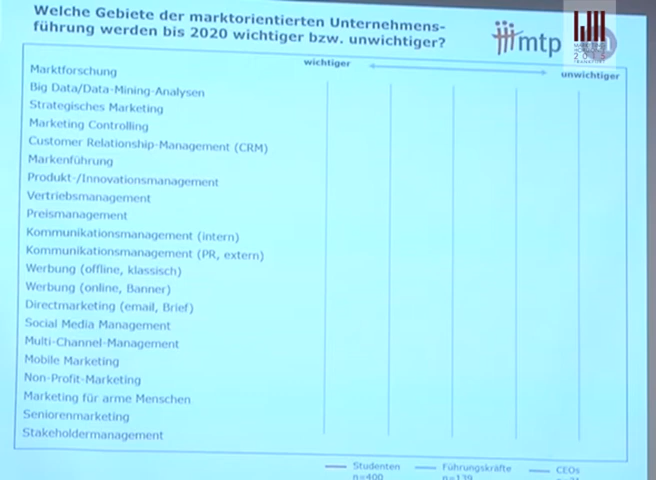 Welche Gebiete der marktorientierten Unternehmens-
führung werden bis 2020 wichtiger bzw. unwichtiger?
mtp
2015
wichtiger
unwichtiger
Marktforschung
Big Data/Data-Mining-Analysen
Strategisches Marketing
Marketing Controlling
Customer Relationship-Management (CRM)
Markenführung
Produkt-/Innovationsmanagement
Vertriebsmanagement
Preismanagement
Kommunikationsmanagement (intern)
Kommunikationsmanagement (PR, extern)
Werbung (offline, klassisch)
Werbung (online, Banner)
Directmarketing (email, Brief)
Social Media Management
Multi-Channel-Management
Mobile Marketing
Non-Profit-Marketing
Marketing für arme Menschen
Seniorenmarketing
Stakeholdermanagement
Studenten
n=400
Führungskräfte
n=139
CEOs